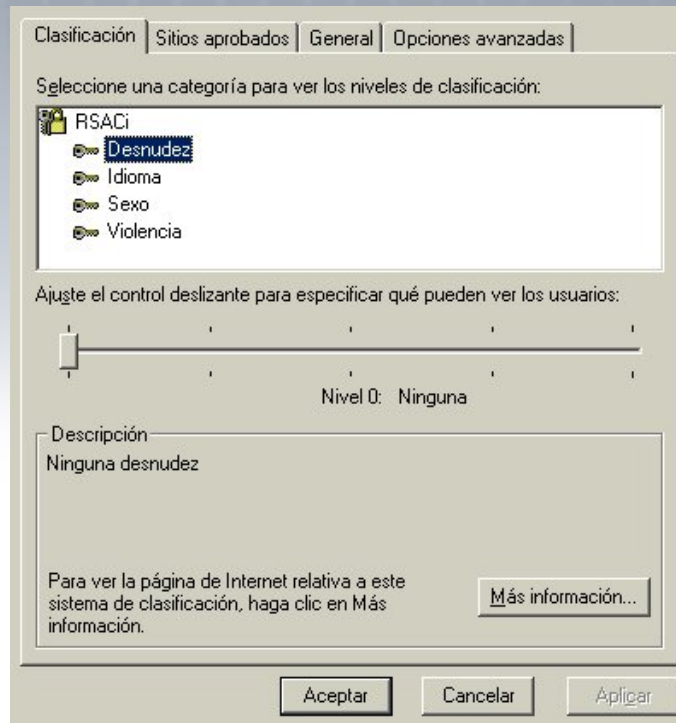 Clasificación Sitios aprobados General Opciones avanzadas
Seleccione una categoría para ver los niveles de clasificación:
RSACi
Desnudez
Idioma
Sexo
Violencia
Ajuste el control deslizante para especificar qué pueden ver los usuarios:
Nivel 0: Ninguna
Descripción
Ninguna desnudez
Para ver la página de Internet relativa a este
sistema de clasificación, haga clic en Más
información.
Más información...
Aceptar Cancelar Aplicar